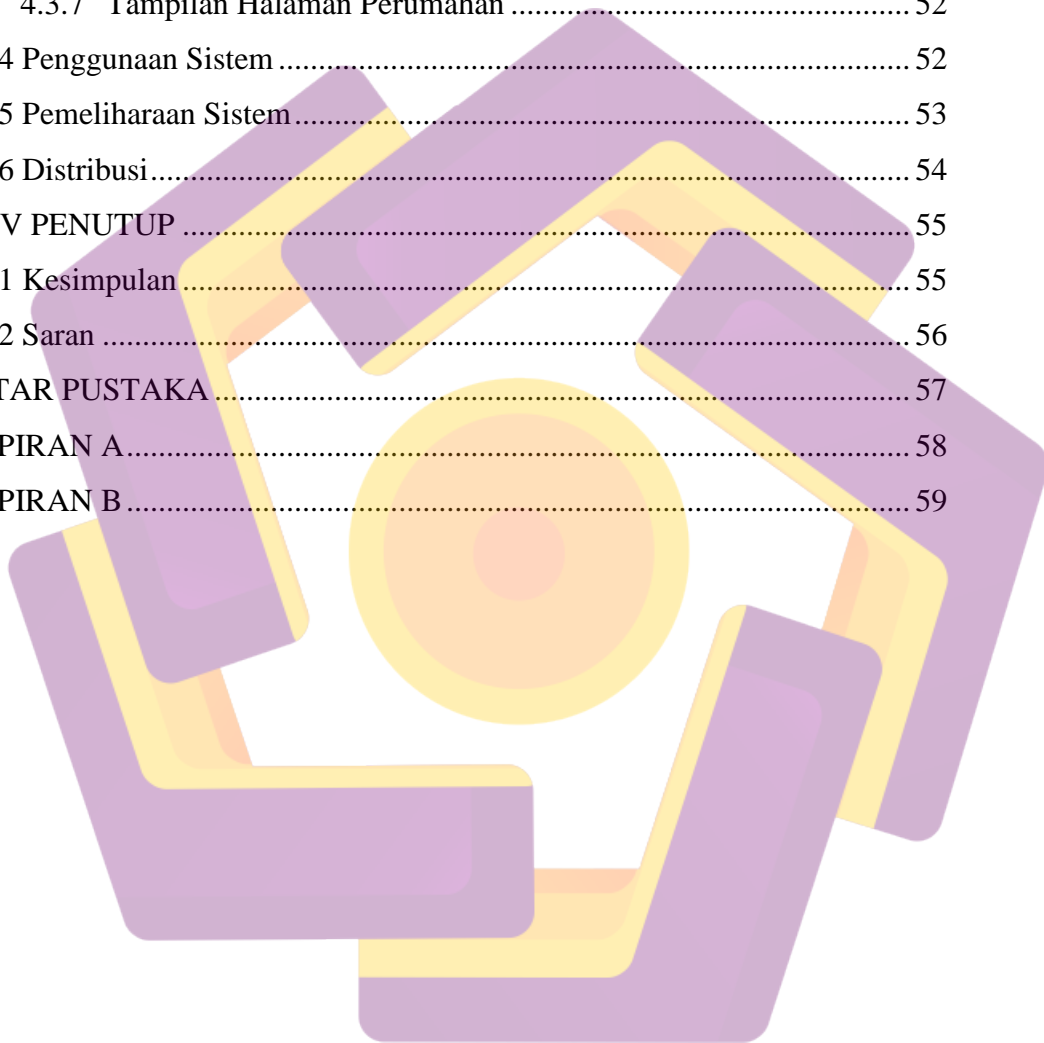 4.3.7 Tampilan Halaman Perumahan ........................................................ 52
4 Penggunaan Sistem ................................................................................ 52
5 Pemeliharaan Sistem .............................................................................. 53
6 Distribusi ................................................................................................ 54
V PENUTUP ............................................................................................. 55
1 Kesimpulan ............................................................................................ 55
2 Saran ...................................................................................................... 56
TAR PUSTAKA ........................................................................................ 57
PIRAN A ................................................................................................... 58
PIRAN B ................................................................................................... 59